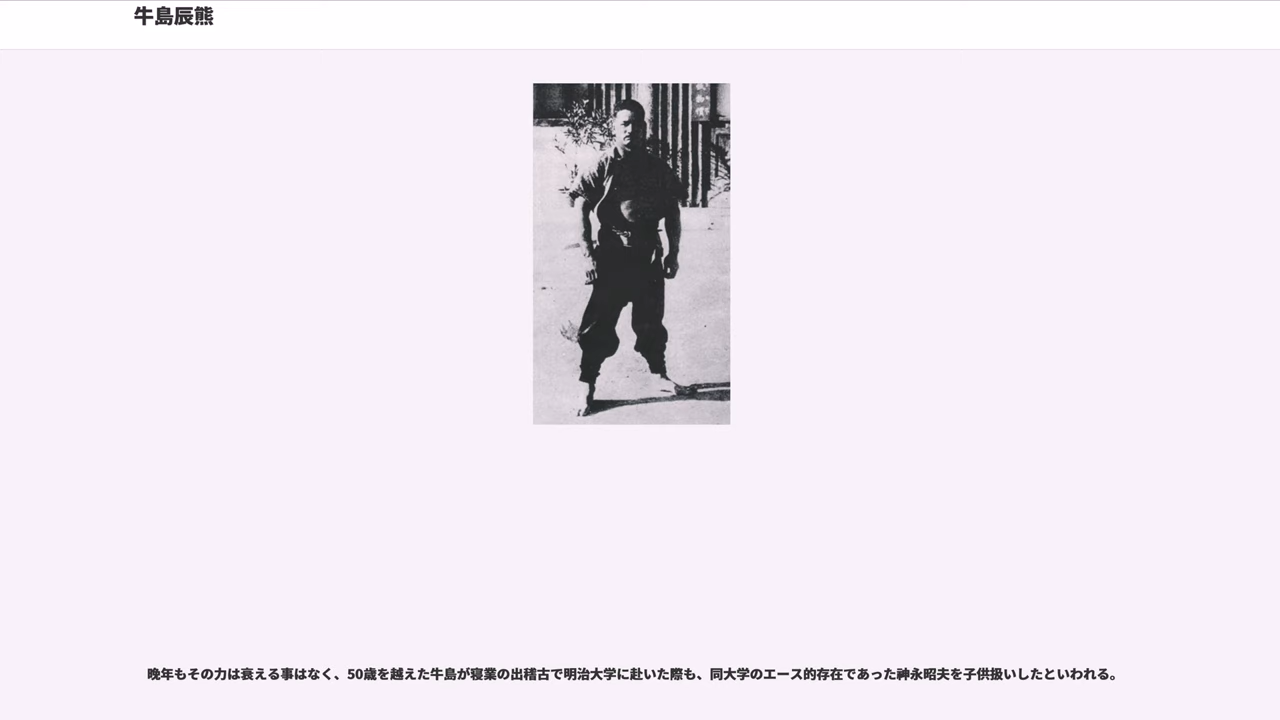 牛島辰熊
晩年もその力は衰える事はなく、50歳を越えた牛島が寝業の出稽古で明治大学に赴いた際も、同大学のエース的存在であった神永昭夫を子供扱いしたといわれる。